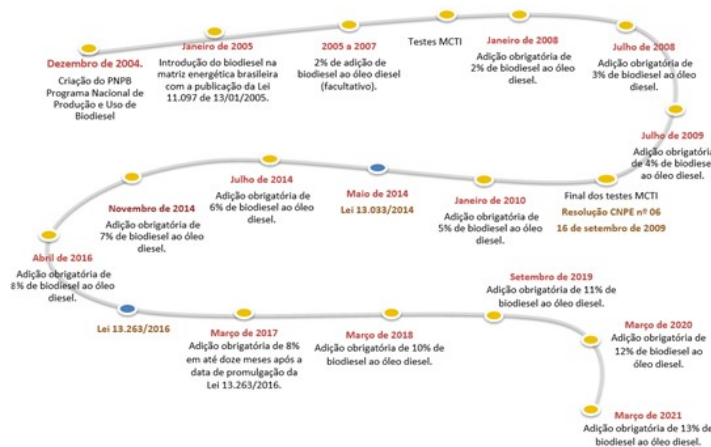 Dezembro de 2004.
Criação do PNPB
Programa Nacional de
Produção e Uso de
Biodiesel
Janeiro de 2005
Introdução do biodiesel na
matriz energética brasileira
com a publicação da Lei
11.097 de 13/01/2005.
2005 a 2007
2% de adição de
biodiesel ao óleo diesel
(facultativo).
Testes MCTI
Janeiro de 2008
Adição obrigatória de
2% de biodiesel ao óleo
diesel.
Julho de 2008
Adição obrigatória de
3% de biodiesel ao óleo
diesel.
Julho de 2009
Adição obrigatória
de 4% de biodiesel
ao óleo diesel.
Final dos testes MCTI
Resolução CNPE nº 06
16 de setembro de 2009
Janeiro de 2010
Adição obrigatória de
5% de biodiesel ao óleo
diesel.
Maio de 2014
Lei 13.033/2014
Julho de 2014
Adição obrigatória de
6% de biodiesel ao óleo
diesel.
Novembro de 2014
Adição obrigatória de
7% de biodiesel ao óleo
diesel.
Abril de 2016
Adição obrigatória de
8% de biodiesel ao óleo
diesel.
Lei 13.263/2016
Março de 2017
Adição obrigatória de 8%
em até doze meses após a
data de promulgação da
Lei 13.263/2016.
Março de 2018
Adição obrigatória de 10%
de biodiesel ao óleo diesel.
Setembro de 2019
Adição obrigatória de 11% de
biodiesel ao óleo diesel.
Março de 2020
Adição obrigatória de
12% de biodiesel ao óleo
diesel.
Março de 2021
Adição obrigatória de 13% de
biodiesel ao óleo diesel.